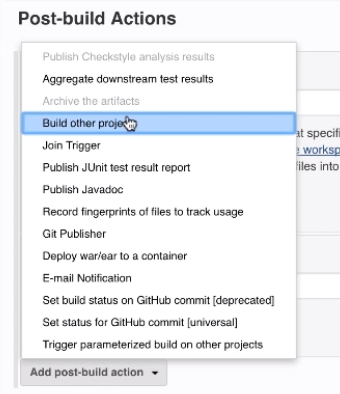 Post-build Actions
Publish Checkstyle analysis results
Aggregate downstream test results
Archive the artifacts
Build other proje
at specifi
Join Trigger
e worksp
Publish JUnit test result report
files into
Publish Javadoc
Record fingerprints of files to track usage
Git Publisher
Deploy war/ear to a container
E-mail Notification
Set build status on GitHub commit [deprecated]
Set status for GitHub commit [universal]
Trigger parameterized build on other projects
Add post-build action